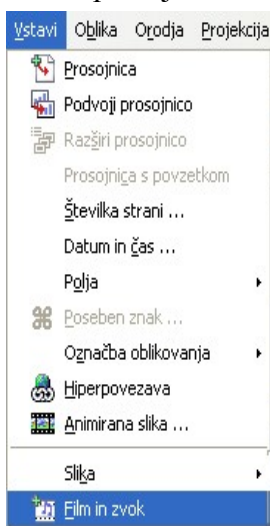 Vstavi Oblika Orodja Projekcija
Prosojnica
Podvoji prosojnico
Razširi prosojnico
Prosojnica s povzetkom
Številka strani ...
Datum in čas ...
Polja
Poseben znak ...
Označba oblikovanja
Hiperpovezava
Animirana slika ...
Slika
Film in zvok